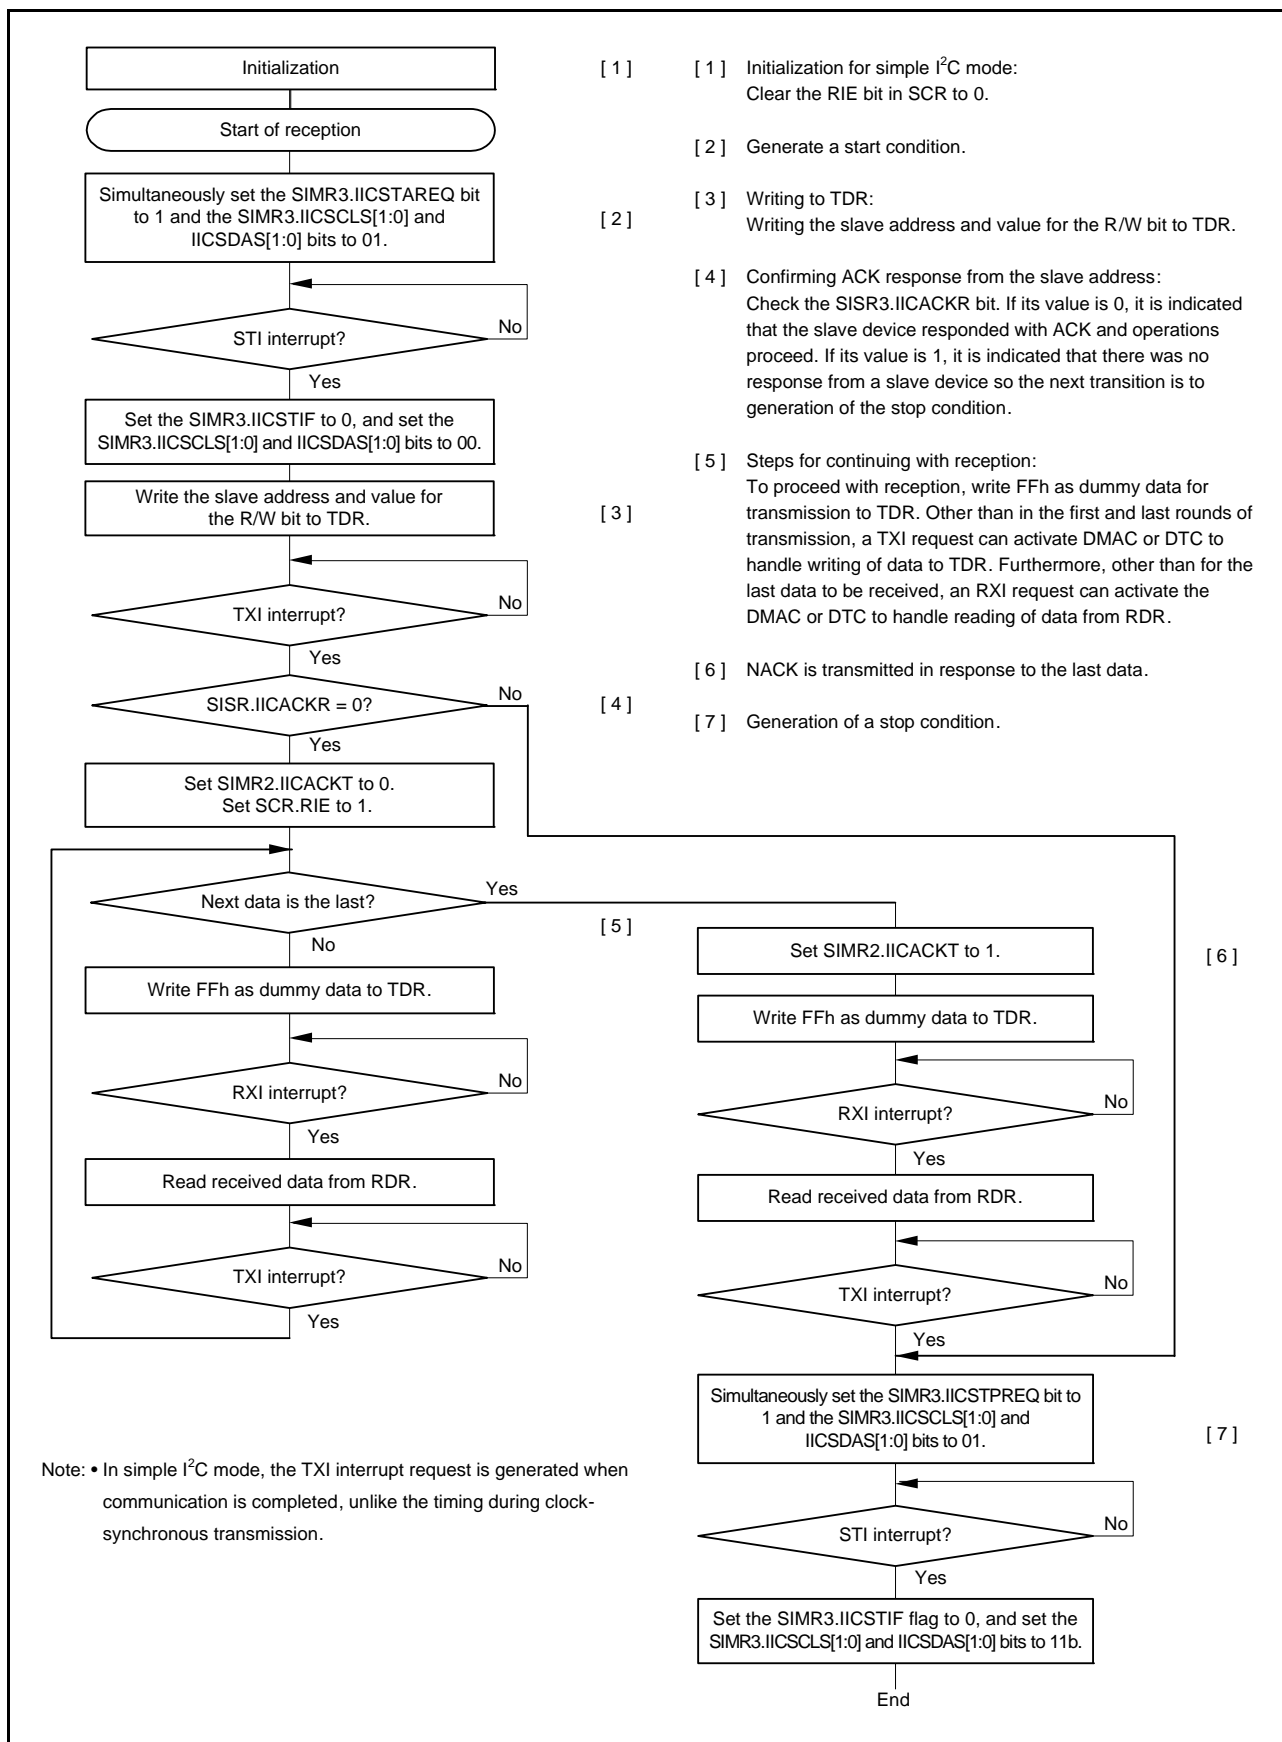 Initialization
[ 1 ]
Start of reception
Simultaneously set the SIMR3.IICSTAREQ bit
to 1 and the SIMR3.IICSCLS[1:0] and
IICSDAS[1:0] bits to 01.
[ 2 ]
STI interrupt?
No
Yes
Set the SIMR3.IICSTIF to 0, and set the
SIMR3.IICSCLS[1:0] and IICSDAS[1:0] bits to 00.
Write the slave address and value for
the R/W bit to TDR.
[ 3 ]
TXI interrupt?
No
Yes
SISR.IICACKR = 0?
No
[ 4 ]
Yes
Set SIMR2.IICACKT to 0.
Set SCR.RIE to 1.
Next data is the last?
Yes
[ 5 ]
No
Write FFh as dummy data to TDR.
RXI interrupt?
No
Yes
Read received data from RDR.
TXI interrupt?
No
Yes
[ 1 ] Initialization for simple I²C mode:
Clear the RIE bit in SCR to 0.
[ 2 ] Generate a start condition.
[ 3 ] Writing to TDR:
Writing the slave address and value for the R/W bit to TDR.
[ 4 ] Confirming ACK response from the slave address:
Check the SISR3.IICACKR bit. If its value is 0, it is indicated
that the slave device responded with ACK and operations
proceed. If its value is 1, it is indicated that there was no
response from a slave device so the next transition is to
generation of the stop condition.
[ 5 ] Steps for continuing with reception:
To proceed with reception, write FFh as dummy data for
transmission to TDR. Other than in the first and last rounds of
transmission, a TXI request can activate DMAC or DTC to
handle writing of data to TDR. Furthermore, other than for the
last data to be received, an RXI request can activate the
DMAC or DTC to handle reading of data from RDR.
[ 6 ] NACK is transmitted in response to the last data.
[ 7 ] Generation of a stop condition.
Set SIMR2.IICACKT to 1.
[ 6 ]
Write FFh as dummy data to TDR.
RXI interrupt?
No
Yes
Read received data from RDR.
TXI interrupt?
No
Yes
Simultaneously set the SIMR3.IICSTPREQ bit to
1 and the SIMR3.IICSCLS[1:0] and
IICSDAS[1:0] bits to 01.
[ 7 ]
STI interrupt?
No
Yes
Set the SIMR3.IICSTIF flag to 0, and set the
SIMR3.IICSCLS[1:0] and IICSDAS[1:0] bits to 11b.
End
Note: • In simple I²C mode, the TXI interrupt request is generated when
communication is completed, unlike the timing during clock-
synchronous transmission.